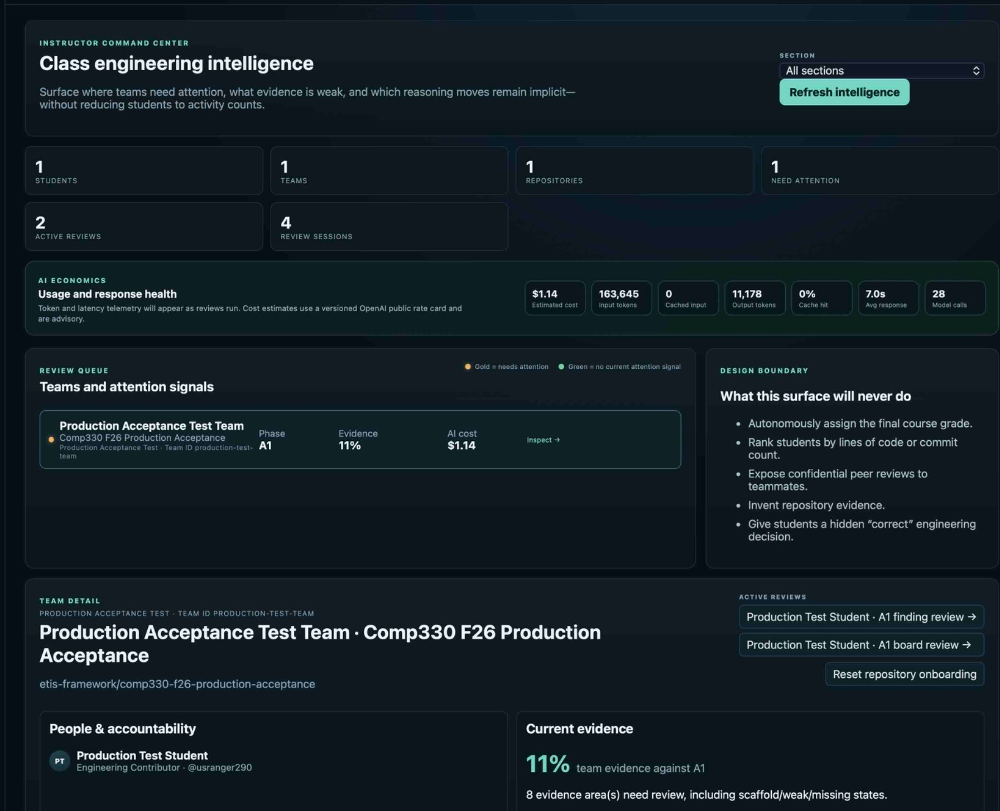 INSTRUCTOR COMMAND CENTER
Class engineering intelligence
Surface where teams need attention, what evidence is weak, and which reasoning moves remain implicit—
without reducing students to activity counts.
SECTION
All sections
Refresh intelligence
1
STUDENTS
1
TEAMS
1
REPOSITORIES
1
NEED ATTENTION
2
ACTIVE REVIEWS
4
REVIEW SESSIONS
AI ECONOMICS
Usage and response health
Token and latency telemetry will appear as reviews run. Cost estimates use a versioned OpenAI public rate card and
are advisory.
$1.14
Estimated cost
163,645
Input tokens
0
Cached input
11,178
Output tokens
0%
Cache hit
7.0s
Avg response
28
Model calls
REVIEW QUEUE
Teams and attention signals
Gold = needs attention
Green = no current attention signal
Production Acceptance Test Team
Comp330 F26 Production Acceptance
Production Acceptance Test · Team ID production-test-
team
Phase
A1
Evidence
11%
AI cost
$1.14
Inspect →
DESIGN BOUNDARY
What this surface will never do
• Autonomously assign the final course grade.
• Rank students by lines of code or commit
count.
• Expose confidential peer reviews to
teammates.
• Invent repository evidence.
• Give students a hidden “correct” engineering
decision.
TEAM DETAIL
PRODUCTION ACCEPTANCE TEST · TEAM ID PRODUCTION-TEST-TEAM
Production Acceptance Test Team · Comp330 F26 Production
Acceptance
etis-framework/comp330-f26-production-acceptance
ACTIVE REVIEWS
Production Test Student · A1 finding review →
Production Test Student · A1 board review →
Reset repository onboarding
People & accountability
PT
Production Test Student
Engineering Contributor · @usranger290
Current evidence
11% team evidence against A1
8 evidence area(s) need review, including scaffold/weak/missing states.